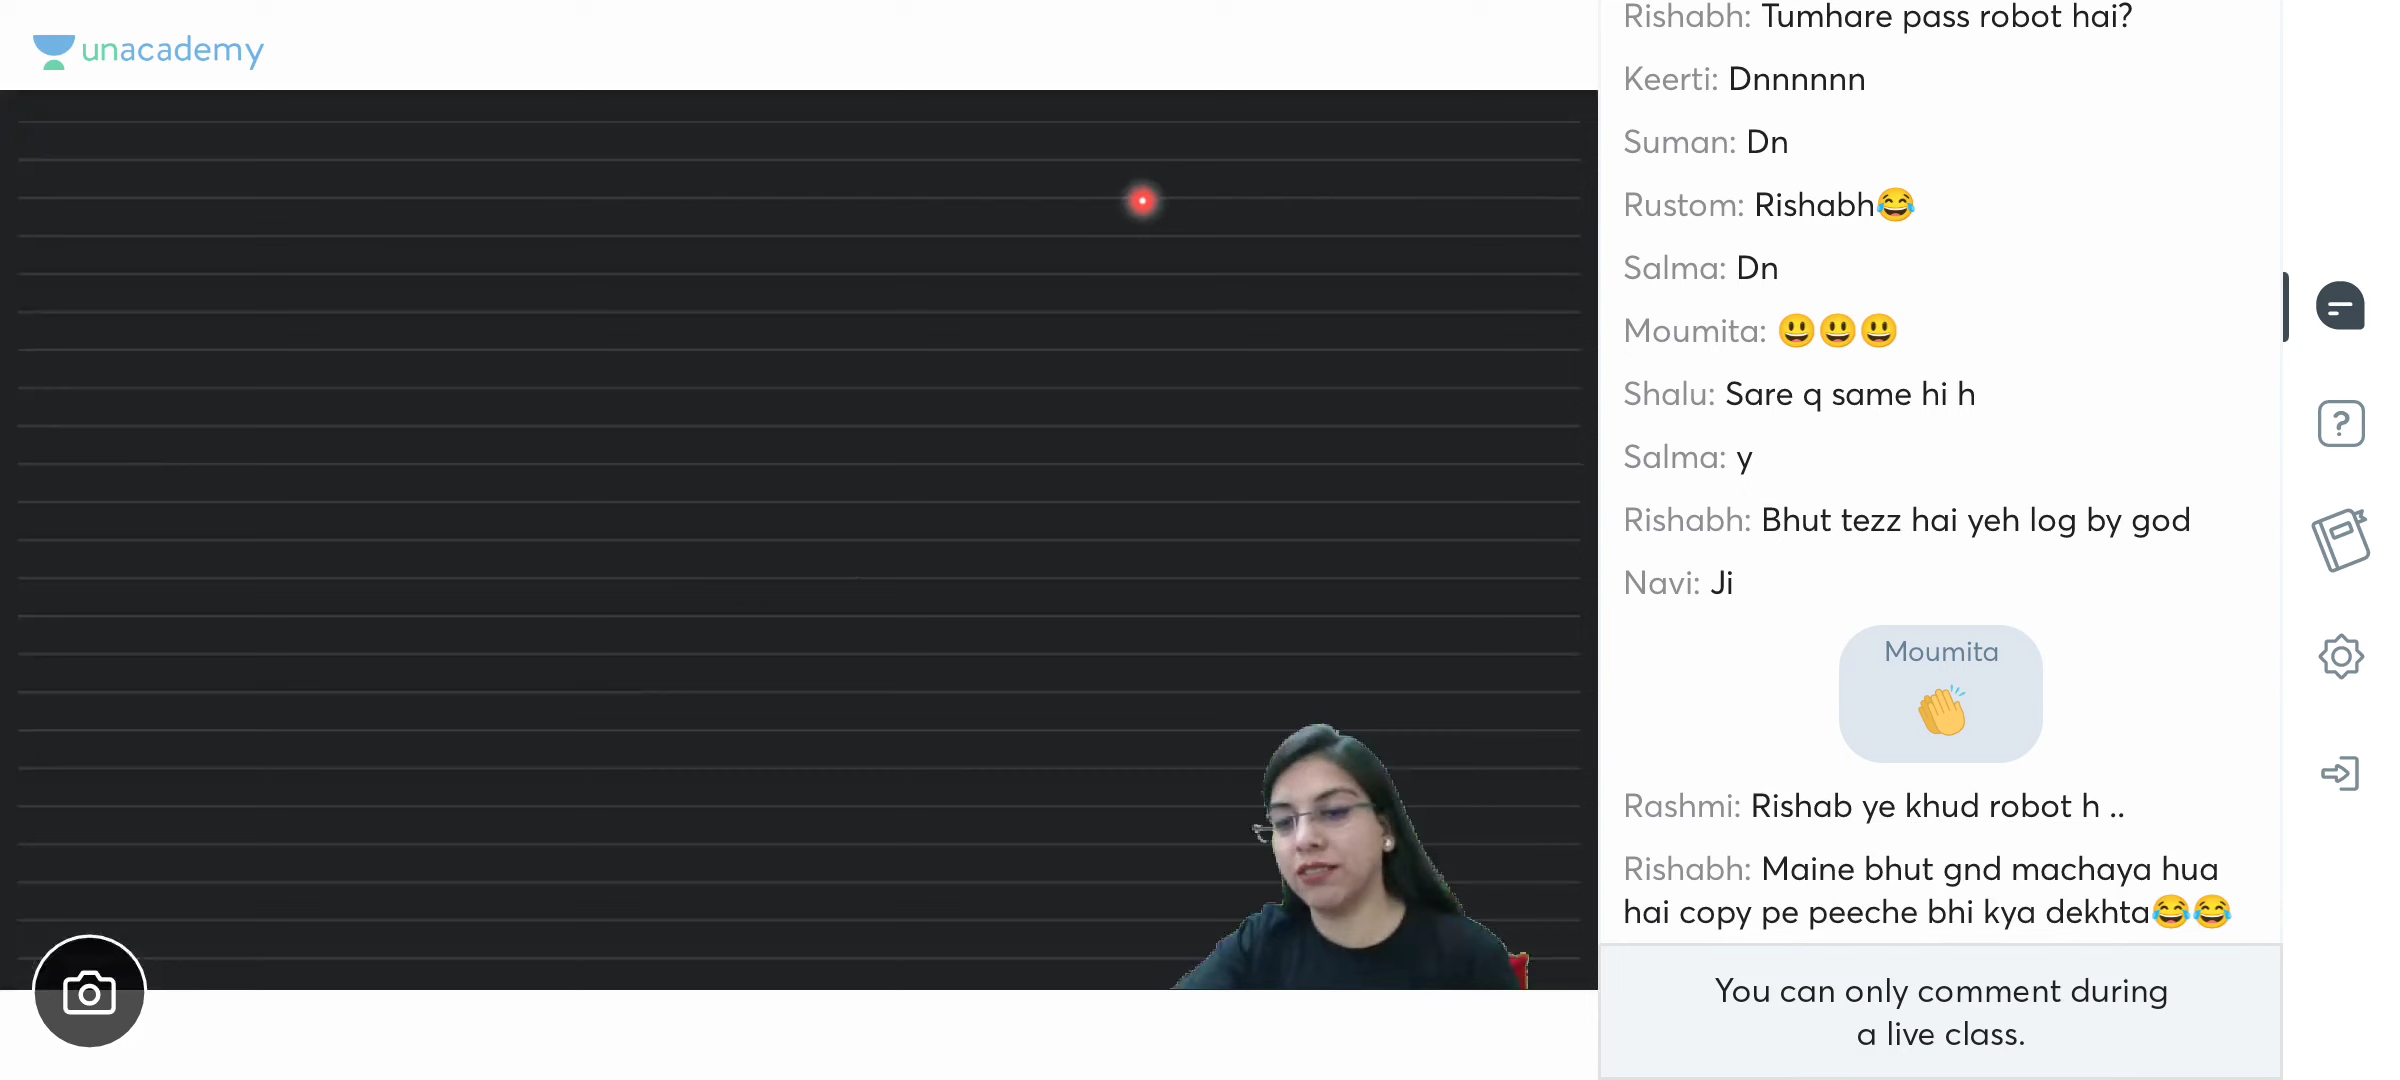 unacademy
Rishabh: Tumhare pass robot hai?
Keerti: Dnnnnnn
Suman: Dn
Rustom: Rishabh😂
Salma: Dn
Moumita: 😃😃😃
Shalu: Sare q same hi h
Salma: y
Rishabh: Bhut tezz hai yeh log by god
Navi: Ji
Moumita
👏
Rashmi: Rishab ye khud robot h ..
Rishabh: Maine bhut gnd machaya hua
hai copy pe peeche bhi kya dekhta😂😂
You can only comment during
a live class.